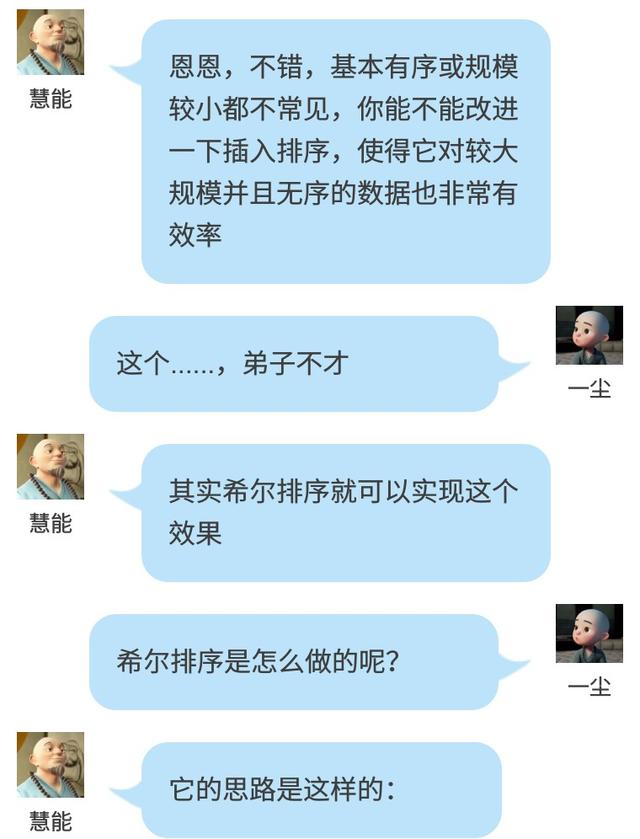 恩恩，不错，基本有序或规模
较小都不常见，你能不能改进
一下插入排序，使得它对较大
规模并且无序的数据也非常有
效率
慧能
这个……，弟子不才
一尘
其实希尔排序就可以实现这个
效果
慧能
希尔排序是怎么做的呢？
一尘
它的思路是这样的：
慧能